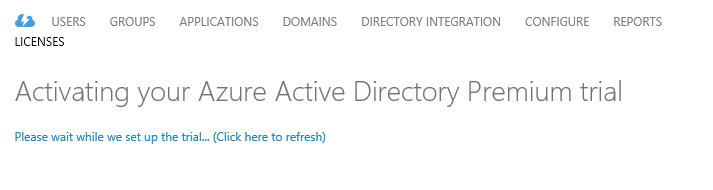 USERS GROUPS APPLICATIONS DOMAINS DIRECTORY INTEGRATION CONFIGURE REPORTS
LICENSES
Activating your Azure Active Directory Premium trial
Please wait while we set up the trial... (Click here to refresh)